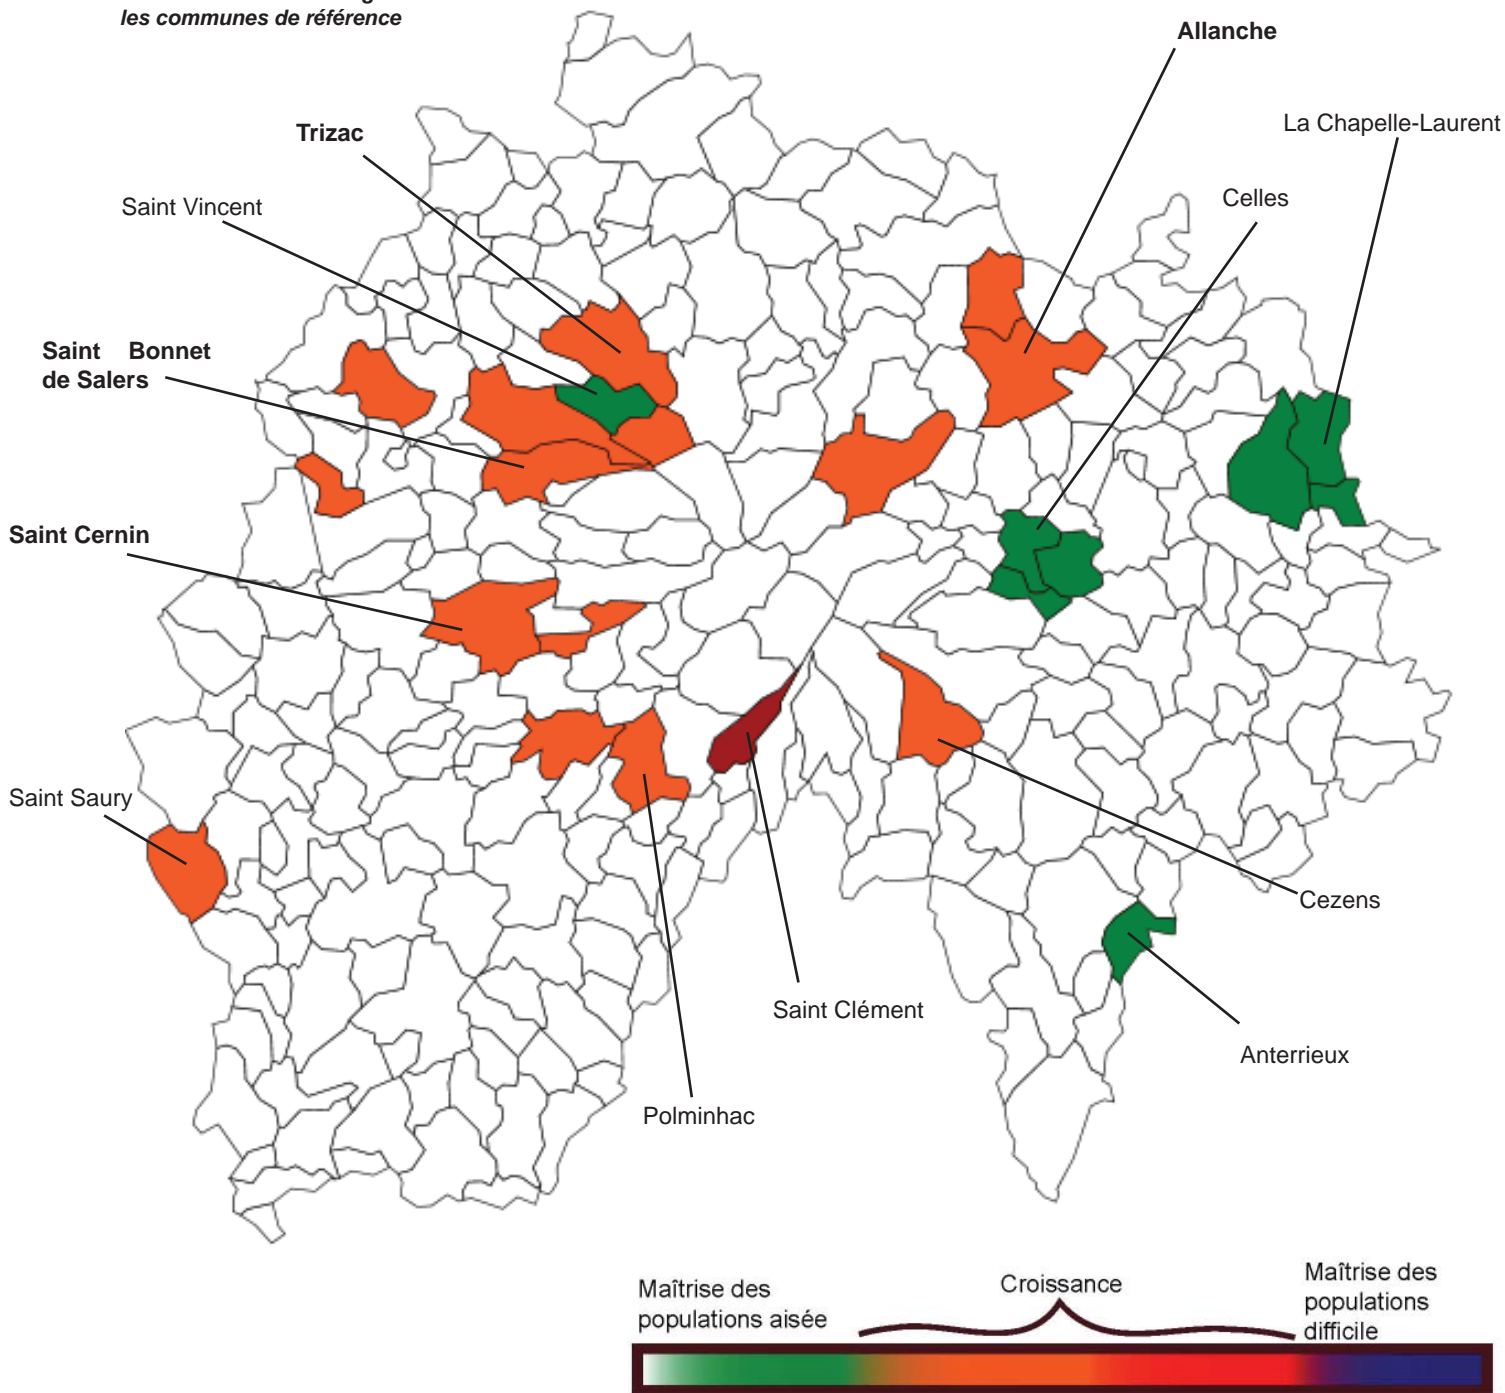 les communes de référence
Allanche
La Chapelle-Laurent
Trizac
Celles
Saint Vincent
Saint Bonnet
de Salers
Saint Cernin
Saint Saury
Cezens
Saint Clément
Anterrieux
Polminhac
Maîtrise des
populations aisée
Croissance
Maîtrise des
populations
difficile